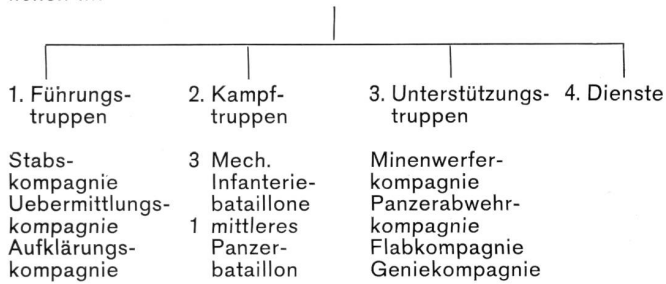 1. Führungs-
truppen
Stabs-
kompagnie
Uebermittlungs-
kompagnie
Aufklärungs-
kompagnie
2. Kampf-
truppen
3 Mech.
Infanterie-
bataillone
1 mittleres
Panzer-
bataillon
3. Unterstützungs-
truppen
Minenwerfer-
kompagnie
Panzerabwehr-
kompagnie
Flabkompagnie
Geniekompagnie
4. Dienste